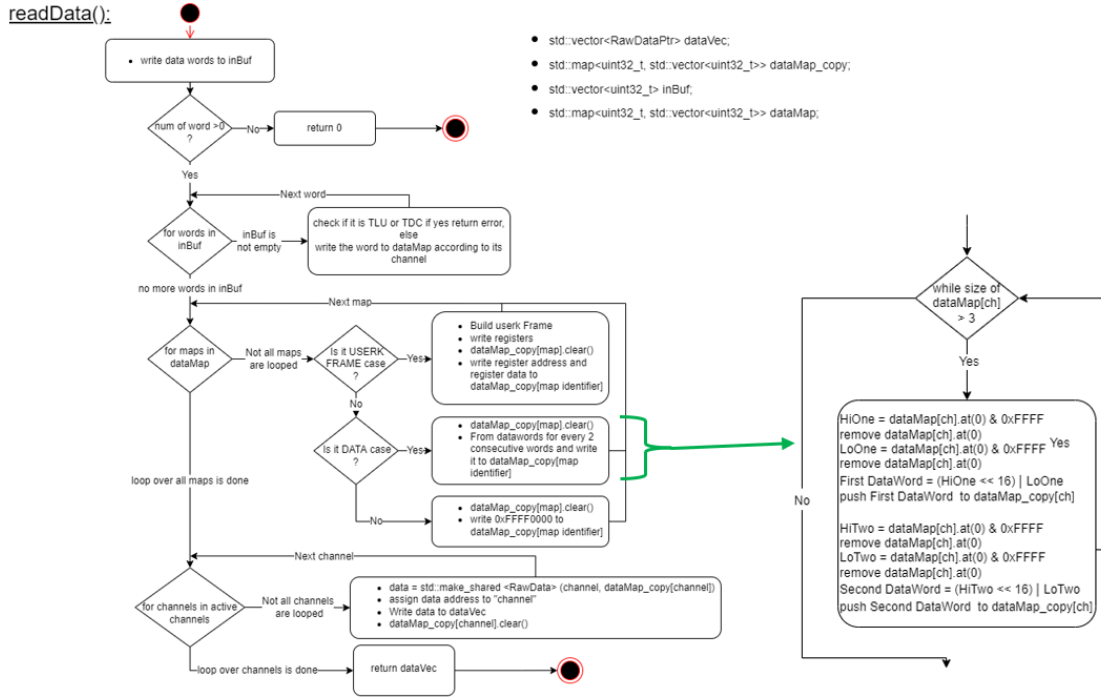 readData():
• write data words to inBuf
num of word >0
?
No
return 0
Yes
• std::vector<RawDataPtr> dataVec;
• std::map<uint32_t, std::vector<uint32_t>> dataMap_copy;
• std::vector<uint32_t> inBuf;
• std::map<uint32_t, std::vector<uint32_t>> dataMap;
Next word
for words in
inBuf
inBuf is
not empty
check if it is TLU or TDC if yes return error,
else
write the word to dataMap according to its
channel
no more words in inBuf
Next map
for maps in
dataMap
Not all maps
are looped
Is it USERK
FRAME case
?
Yes
• Build userk Frame
• write registers
• dataMap_copy[map].clear()
• write register address and
register data to
dataMap_copy[map identifier]
No
Is it DATA case
?
Yes
• dataMap_copy[map].clear()
• From datawords for every 2
consecutive words and write
it to dataMap_copy[map
identifier]
No
• dataMap_copy[map].clear()
• write 0xFFFF0000 to
dataMap_copy[map identifier]
loop over all maps is done
Next channel
for channels in active
channels
Not all channels
are looped
• data = std::make_shared <RawData> (channel, dataMap_copy[channel])
• assign data address to "channel"
• Write data to dataVec
• dataMap_copy[channel].clear()
loop over channels is done
return dataVec
while size of
dataMap[ch]
> 3
Yes
No
HiOne = dataMap[ch].at(0) & 0xFFFF
remove dataMap[ch].at(0)
LoOne = dataMap[ch].at(0) & 0xFFFF Yes
remove dataMap[ch].at(0)
First DataWord = (HiOne << 16) | LoOne
push First DataWord to dataMap_copy[ch]
HiTwo = dataMap[ch].at(0) & 0xFFFF
remove dataMap[ch].at(0)
LoTwo = dataMap[ch].at(0) & 0xFFFF
remove dataMap[ch].at(0)
Second DataWord = (HiTwo << 16) | LoTwo
push Second DataWord to dataMap_copy[ch]